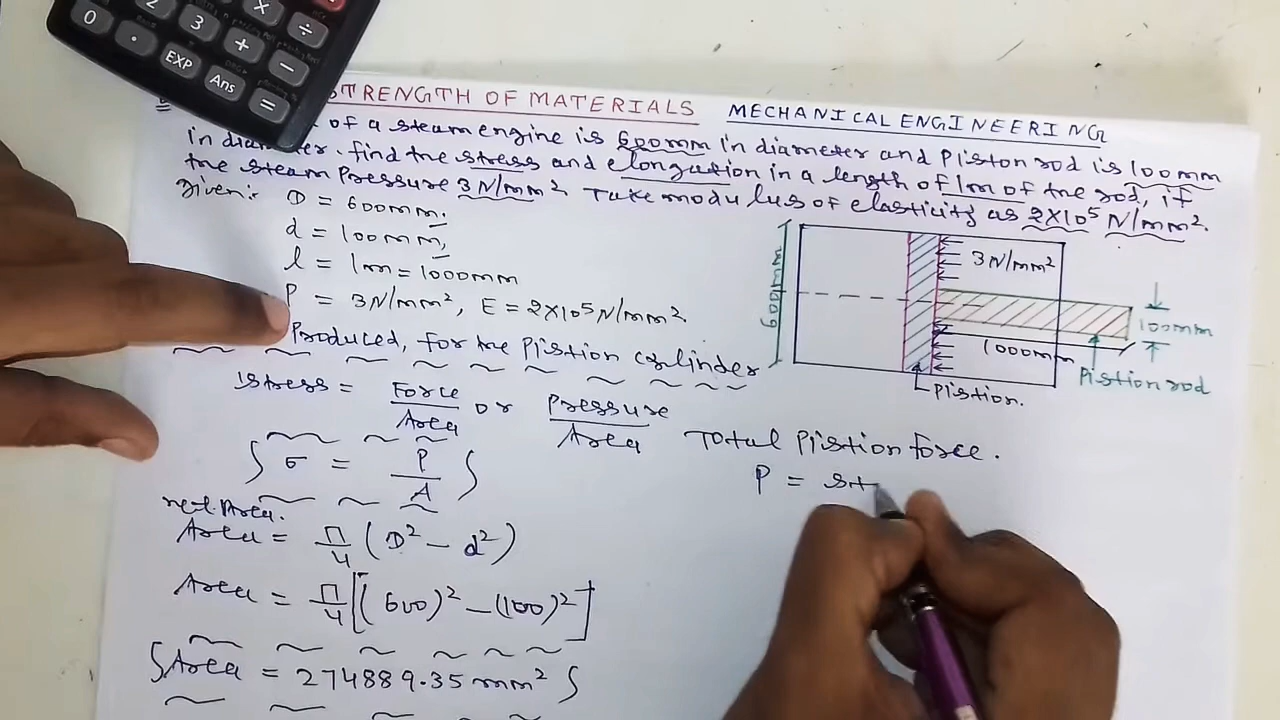 2 × ÷
0 . 3 + −
EXP Ans =
STRENGTH OF MATERIALS MECHANICAL ENGINEERING
of a steam engine is 600mm in diameter and Piston rod is 100mm
in diameter. find the stress and elongation in a length of 1m of the rod, if
the steam Pressure 3N/mm². Take modulus of elasticity as 2×10⁵ N/mm².
given:- D = 600mm.
d = 100mm,
l = 1m = 1000mm
P = 3N/mm², E = 2×10⁵N/mm².
Produced, for the Pistion cylinder
stress = Force/Area or Pressure/Area
σ = P/A
net. Area.
Area = π/4 (D² − d²)
Area = π/4 [(600)² − (100)²]
Area = 274889.35 mm²
600mm
3N/mm²
1000mm
100mm
Pistion rod
Pistion.
Total Pistion force.
P = st